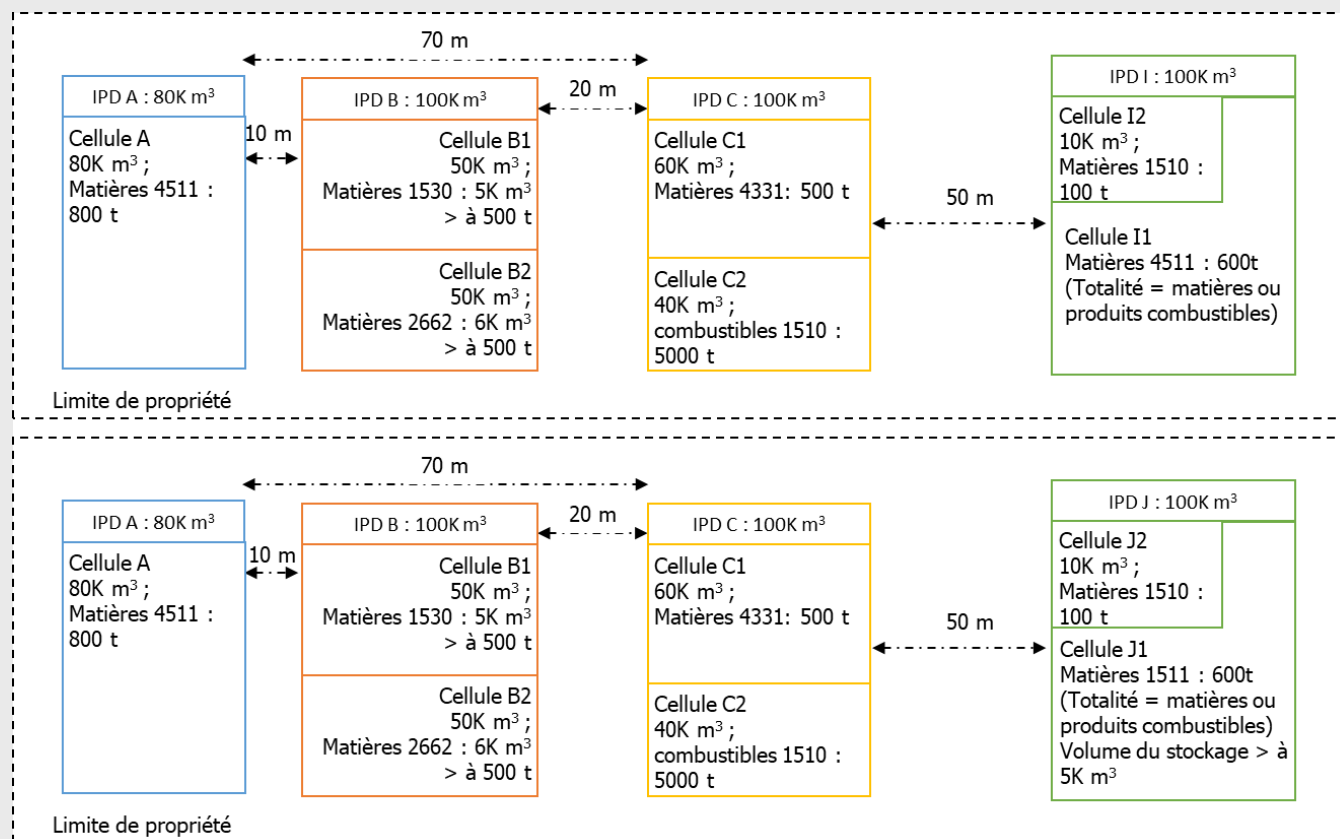 70 m
IPD A : 80K m³
Cellule A
80K m³ ;
Matières 4511 :
800 t
10 m
IPD B : 100K m³
Cellule B1
50K m³ ;
Matières 1530 : 5K m³
> à 500 t
Cellule B2
50K m³ ;
Matières 2662 : 6K m³
> à 500 t
20 m
IPD C : 100K m³
Cellule C1
60K m³ ;
Matières 4331: 500 t
Cellule C2
40K m³ ;
combustibles 1510 :
5000 t
50 m
IPD I : 100K m³
Cellule I2
10K m³ ;
Matières 1510 :
100 t
Cellule I1
Matières 4511 : 600t
(Totalité = matières ou
produits combustibles)
Limite de propriété
70 m
IPD A : 80K m³
Cellule A
80K m³ ;
Matières 4511 :
800 t
10 m
IPD B : 100K m³
Cellule B1
50K m³ ;
Matières 1530 : 5K m³
> à 500 t
Cellule B2
50K m³ ;
Matières 2662 : 6K m³
> à 500 t
20 m
IPD C : 100K m³
Cellule C1
60K m³ ;
Matières 4331: 500 t
Cellule C2
40K m³ ;
combustibles 1510 :
5000 t
50 m
IPD J : 100K m³
Cellule J2
10K m³ ;
Matières 1510 :
100 t
Cellule J1
Matières 1511 : 600t
(Totalité = matières ou
produits combustibles)
Volume du stockage > à
5K m³
Limite de propriété